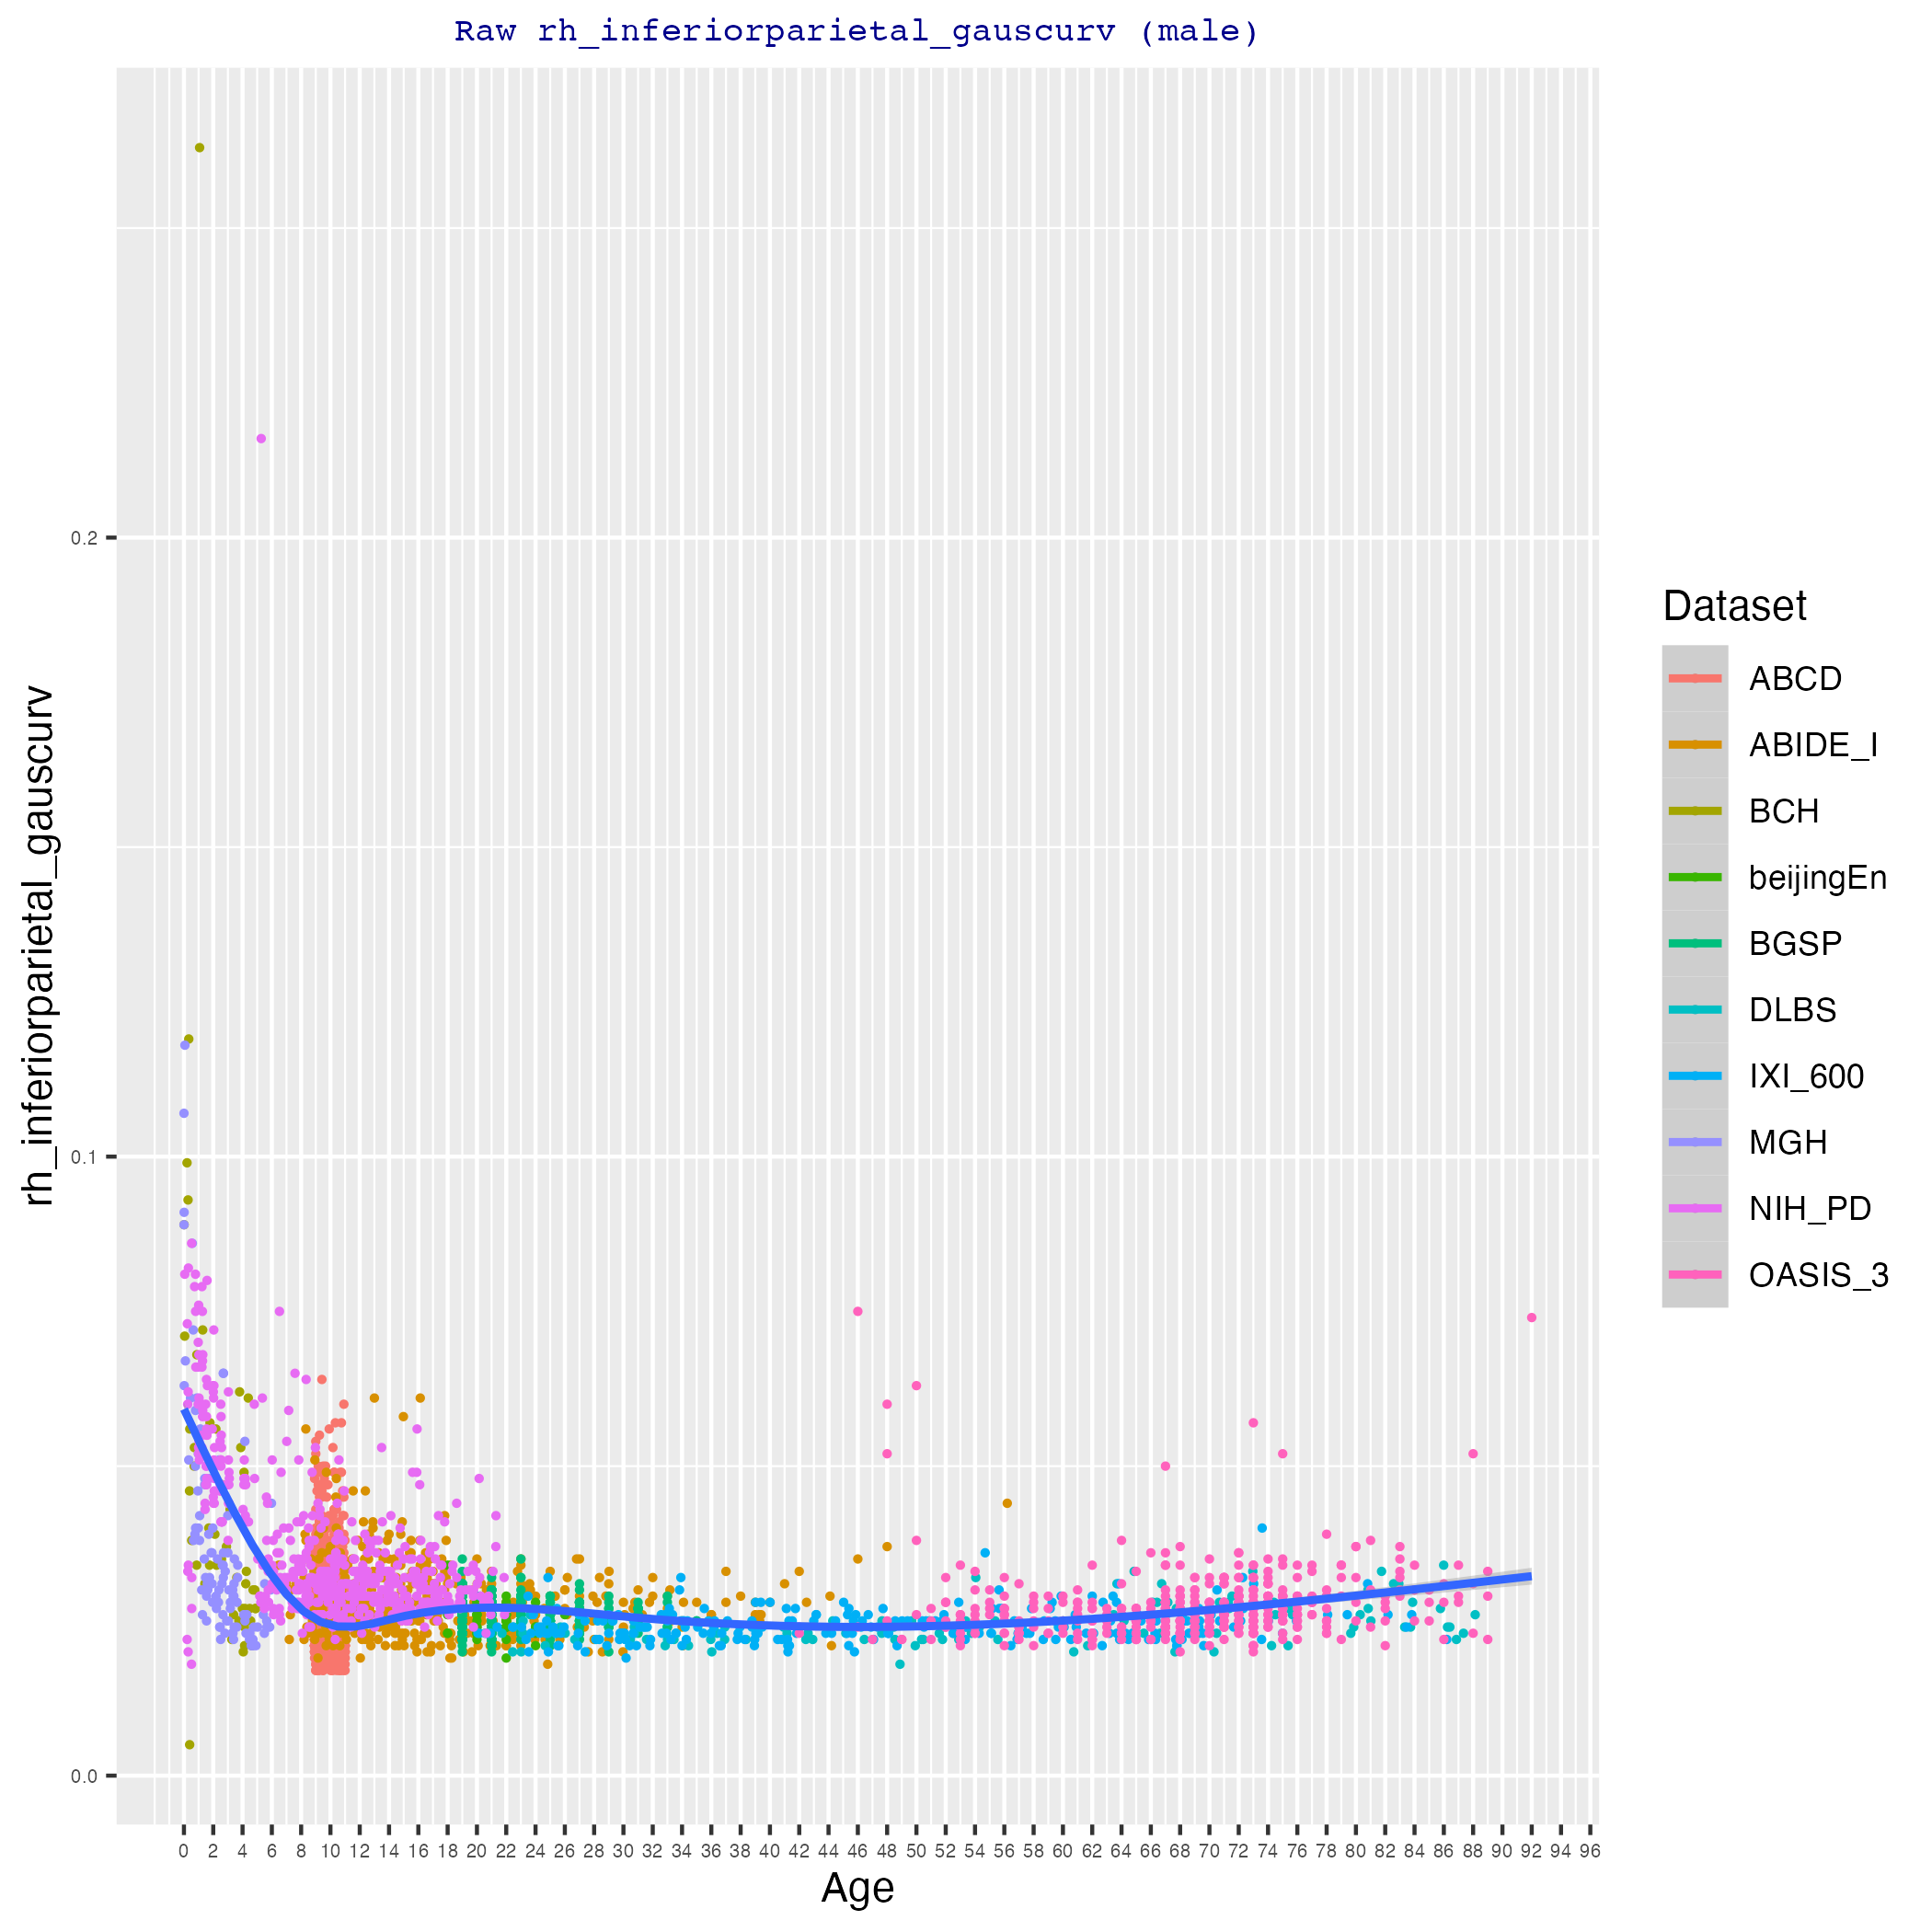 Raw rh_inferiorparietal_gauscurv (male)
rh_inferiorparietal_gauscurv
0.2
0.1
0.0
0 2 4 6 8 10 12 14 16 18 20 22 24 26 28 30 32 34 36 38 40 42 44 46 48 50 52 54 56 58 60 62 64 66 68 70 72 74 76 78 80 82 84 86 88 90 92 94 96
Age
Dataset
ABCD
ABIDE_I
BCH
beijingEn
BGSP
DLBS
IXI_600
MGH
NIH_PD
OASIS_3